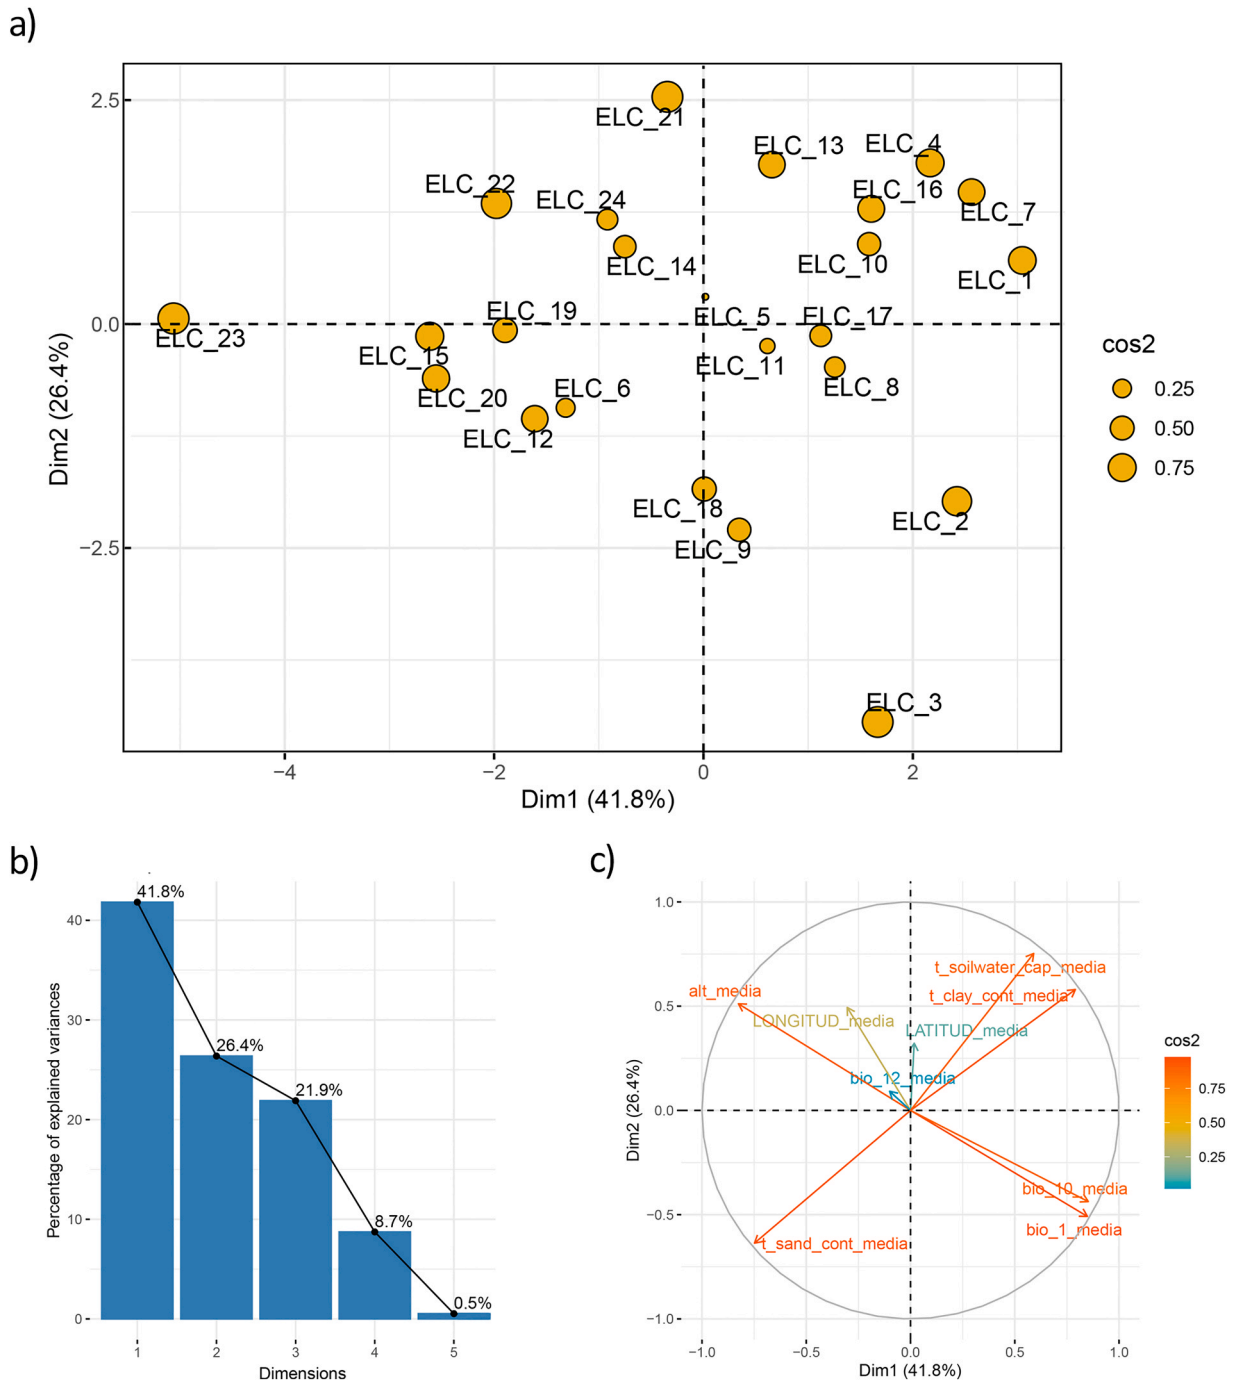 a)
2.5
0.0
−2.5
Dim2 (26.4%)
ELC_21
ELC_13
ELC_4
ELC_22
ELC_24
ELC_16
ELC_7
ELC_14
ELC_10
ELC_1
ELC_23
ELC_19
ELC_5
ELC_17
ELC_15
ELC_11
ELC_20
ELC_6
ELC_8
ELC_12
ELC_18
ELC_2
ELC_9
ELC_3
−4
−2
0
2
Dim1 (41.8%)
cos2
0.25
0.50
0.75
b)
41.8%
26.4%
21.9%
8.7%
0.5%
40
30
20
10
0
Percentage of explained variances
1
2
3
4
5
Dimensions
c)
1.0
0.5
0.0
−0.5
−1.0
Dim2 (26.4%)
t_soilwater_cap_media
alt_media
t_clay_cont_media
LONGITUD_media
LATITUD_media
bio_12_media
bio_10_media
bio_1_media
t_sand_cont_media
−1.0
−0.5
0.0
0.5
1.0
Dim1 (41.8%)
cos2
0.75
0.50
0.25